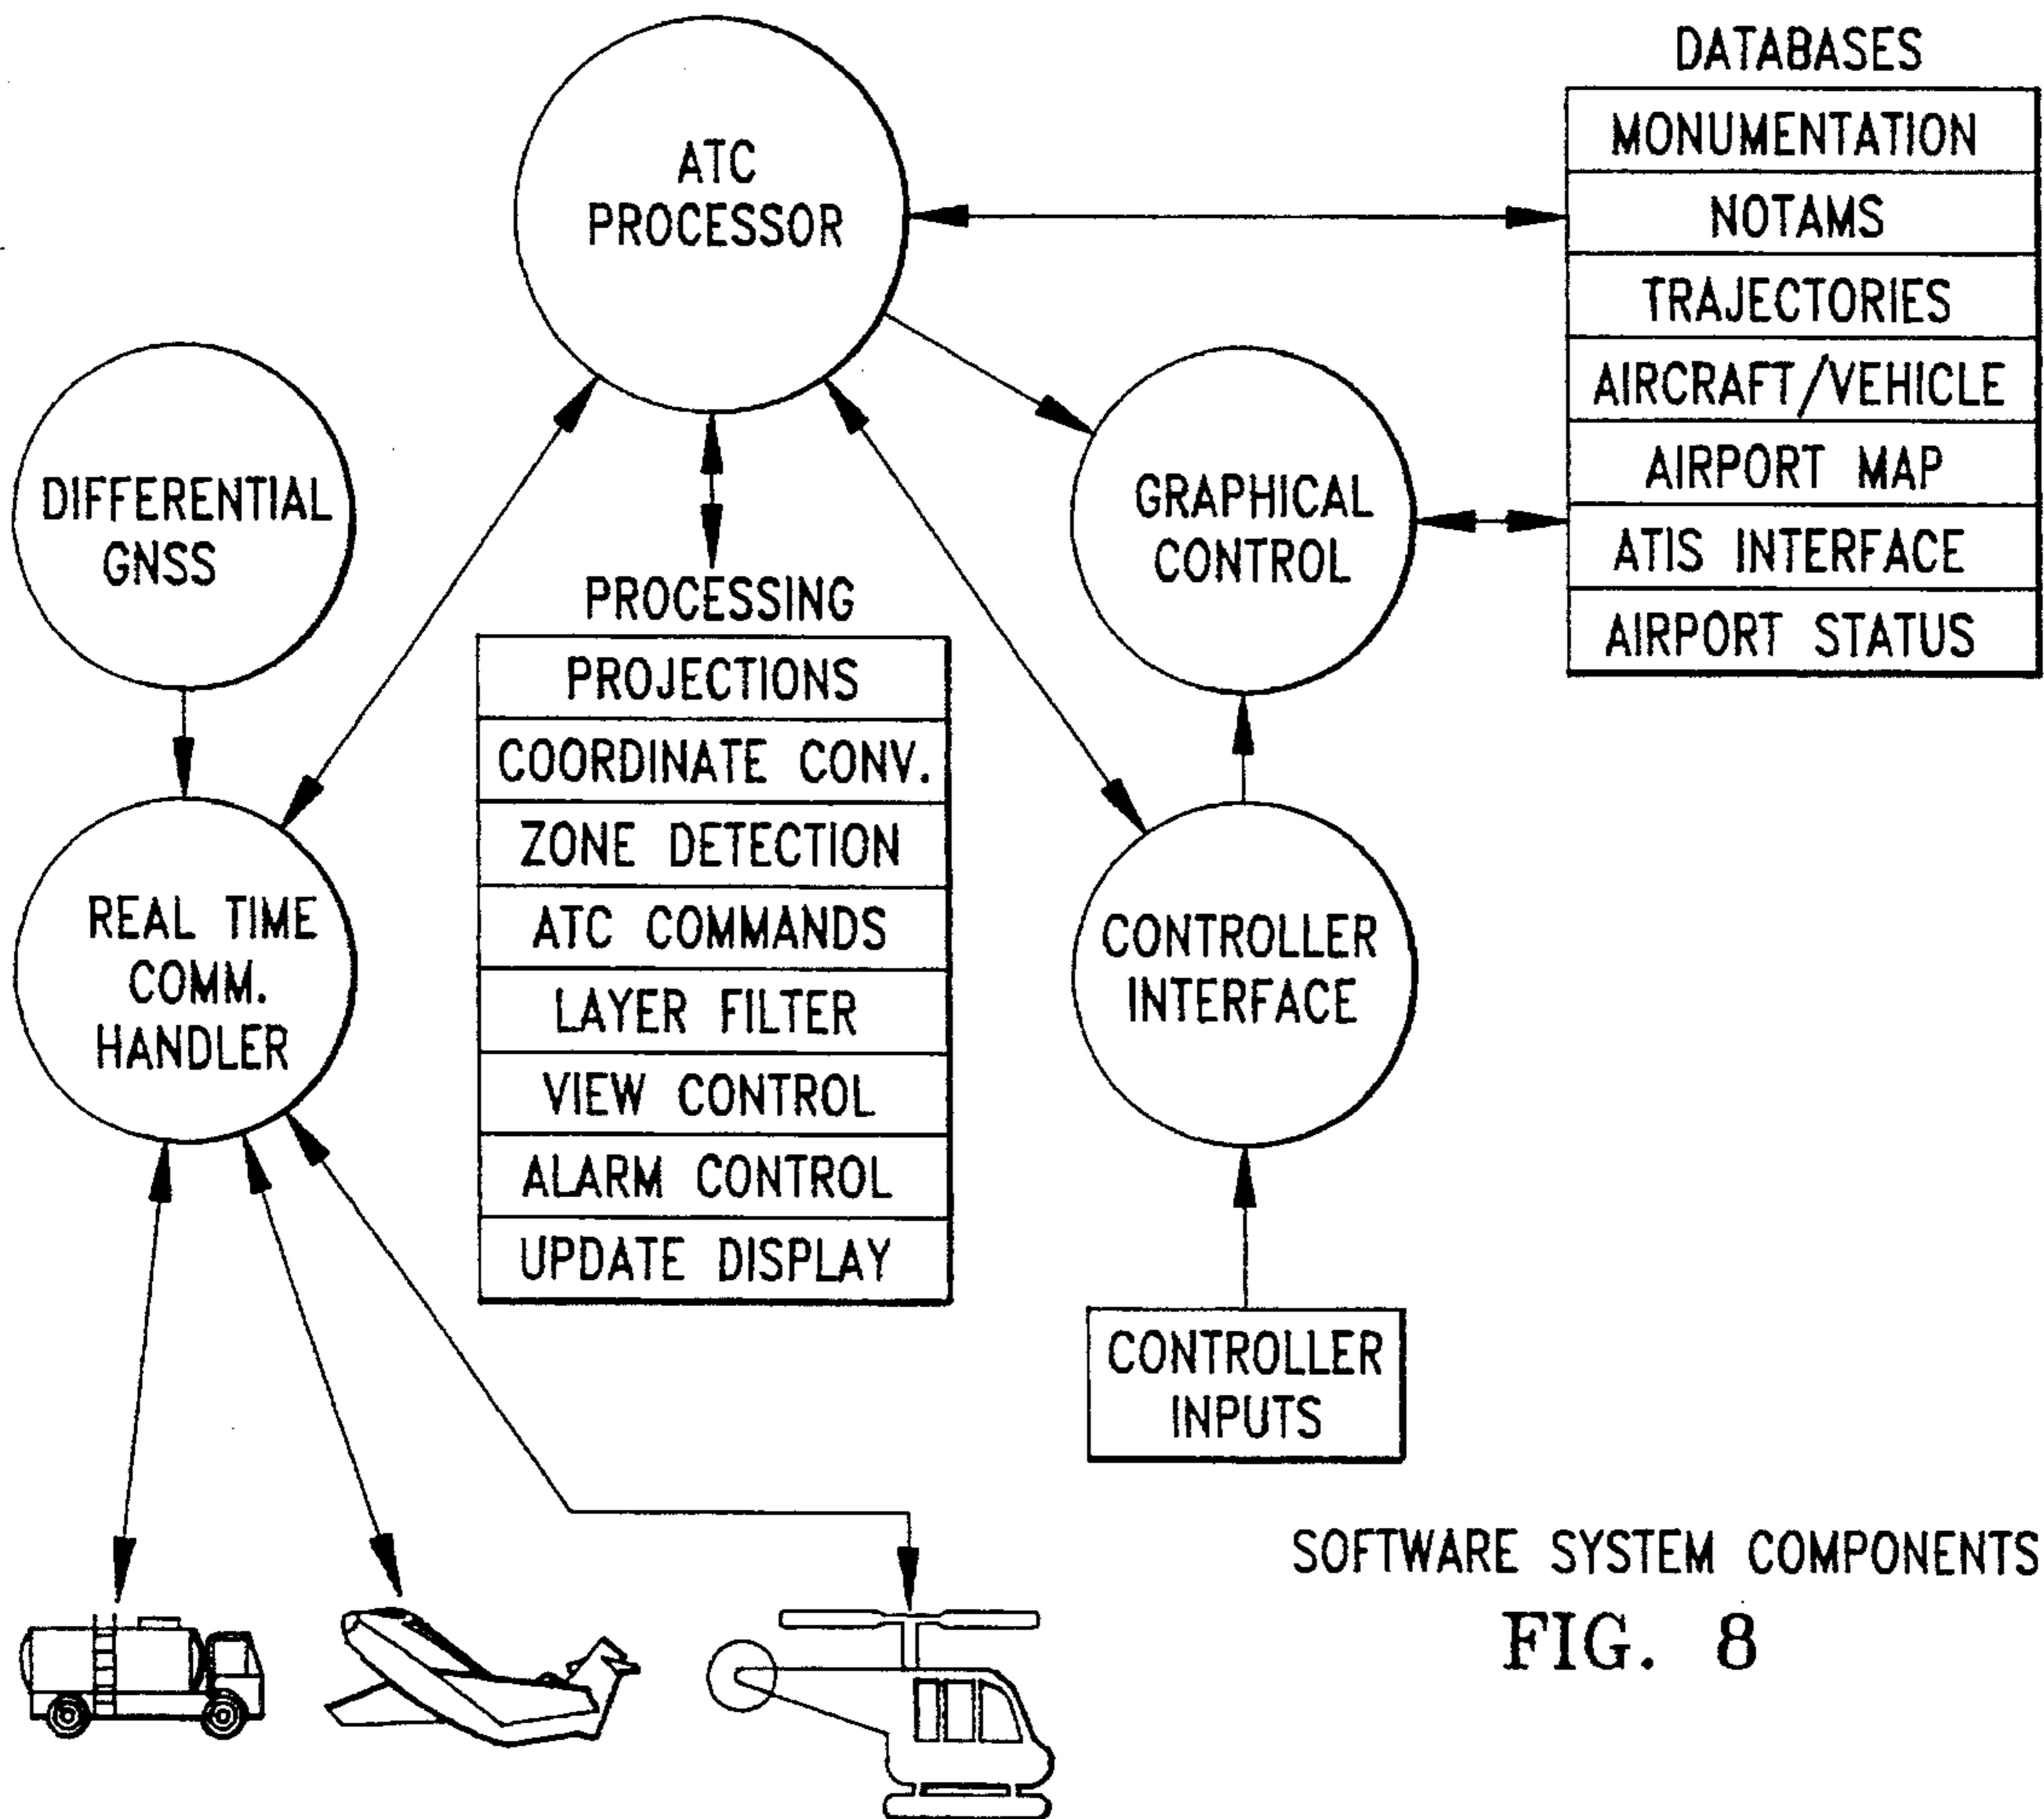 ATC
PROCESSOR
DATABASES
MONUMENTATION
NOTAMS
TRAJECTORIES
AIRCRAFT/VEHICLE
AIRPORT MAP
ATIS INTERFACE
AIRPORT STATUS
DIFFERENTIAL
GNSS
GRAPHICAL
CONTROL
PROCESSING
PROJECTIONS
COORDINATE CONV.
ZONE DETECTION
ATC COMMANDS
LAYER FILTER
VIEW CONTROL
ALARM CONTROL
UPDATE DISPLAY
REAL TIME
COMM.
HANDLER
CONTROLLER
INTERFACE
CONTROLLER
INPUTS
SOFTWARE SYSTEM COMPONENTS
FIG. 8